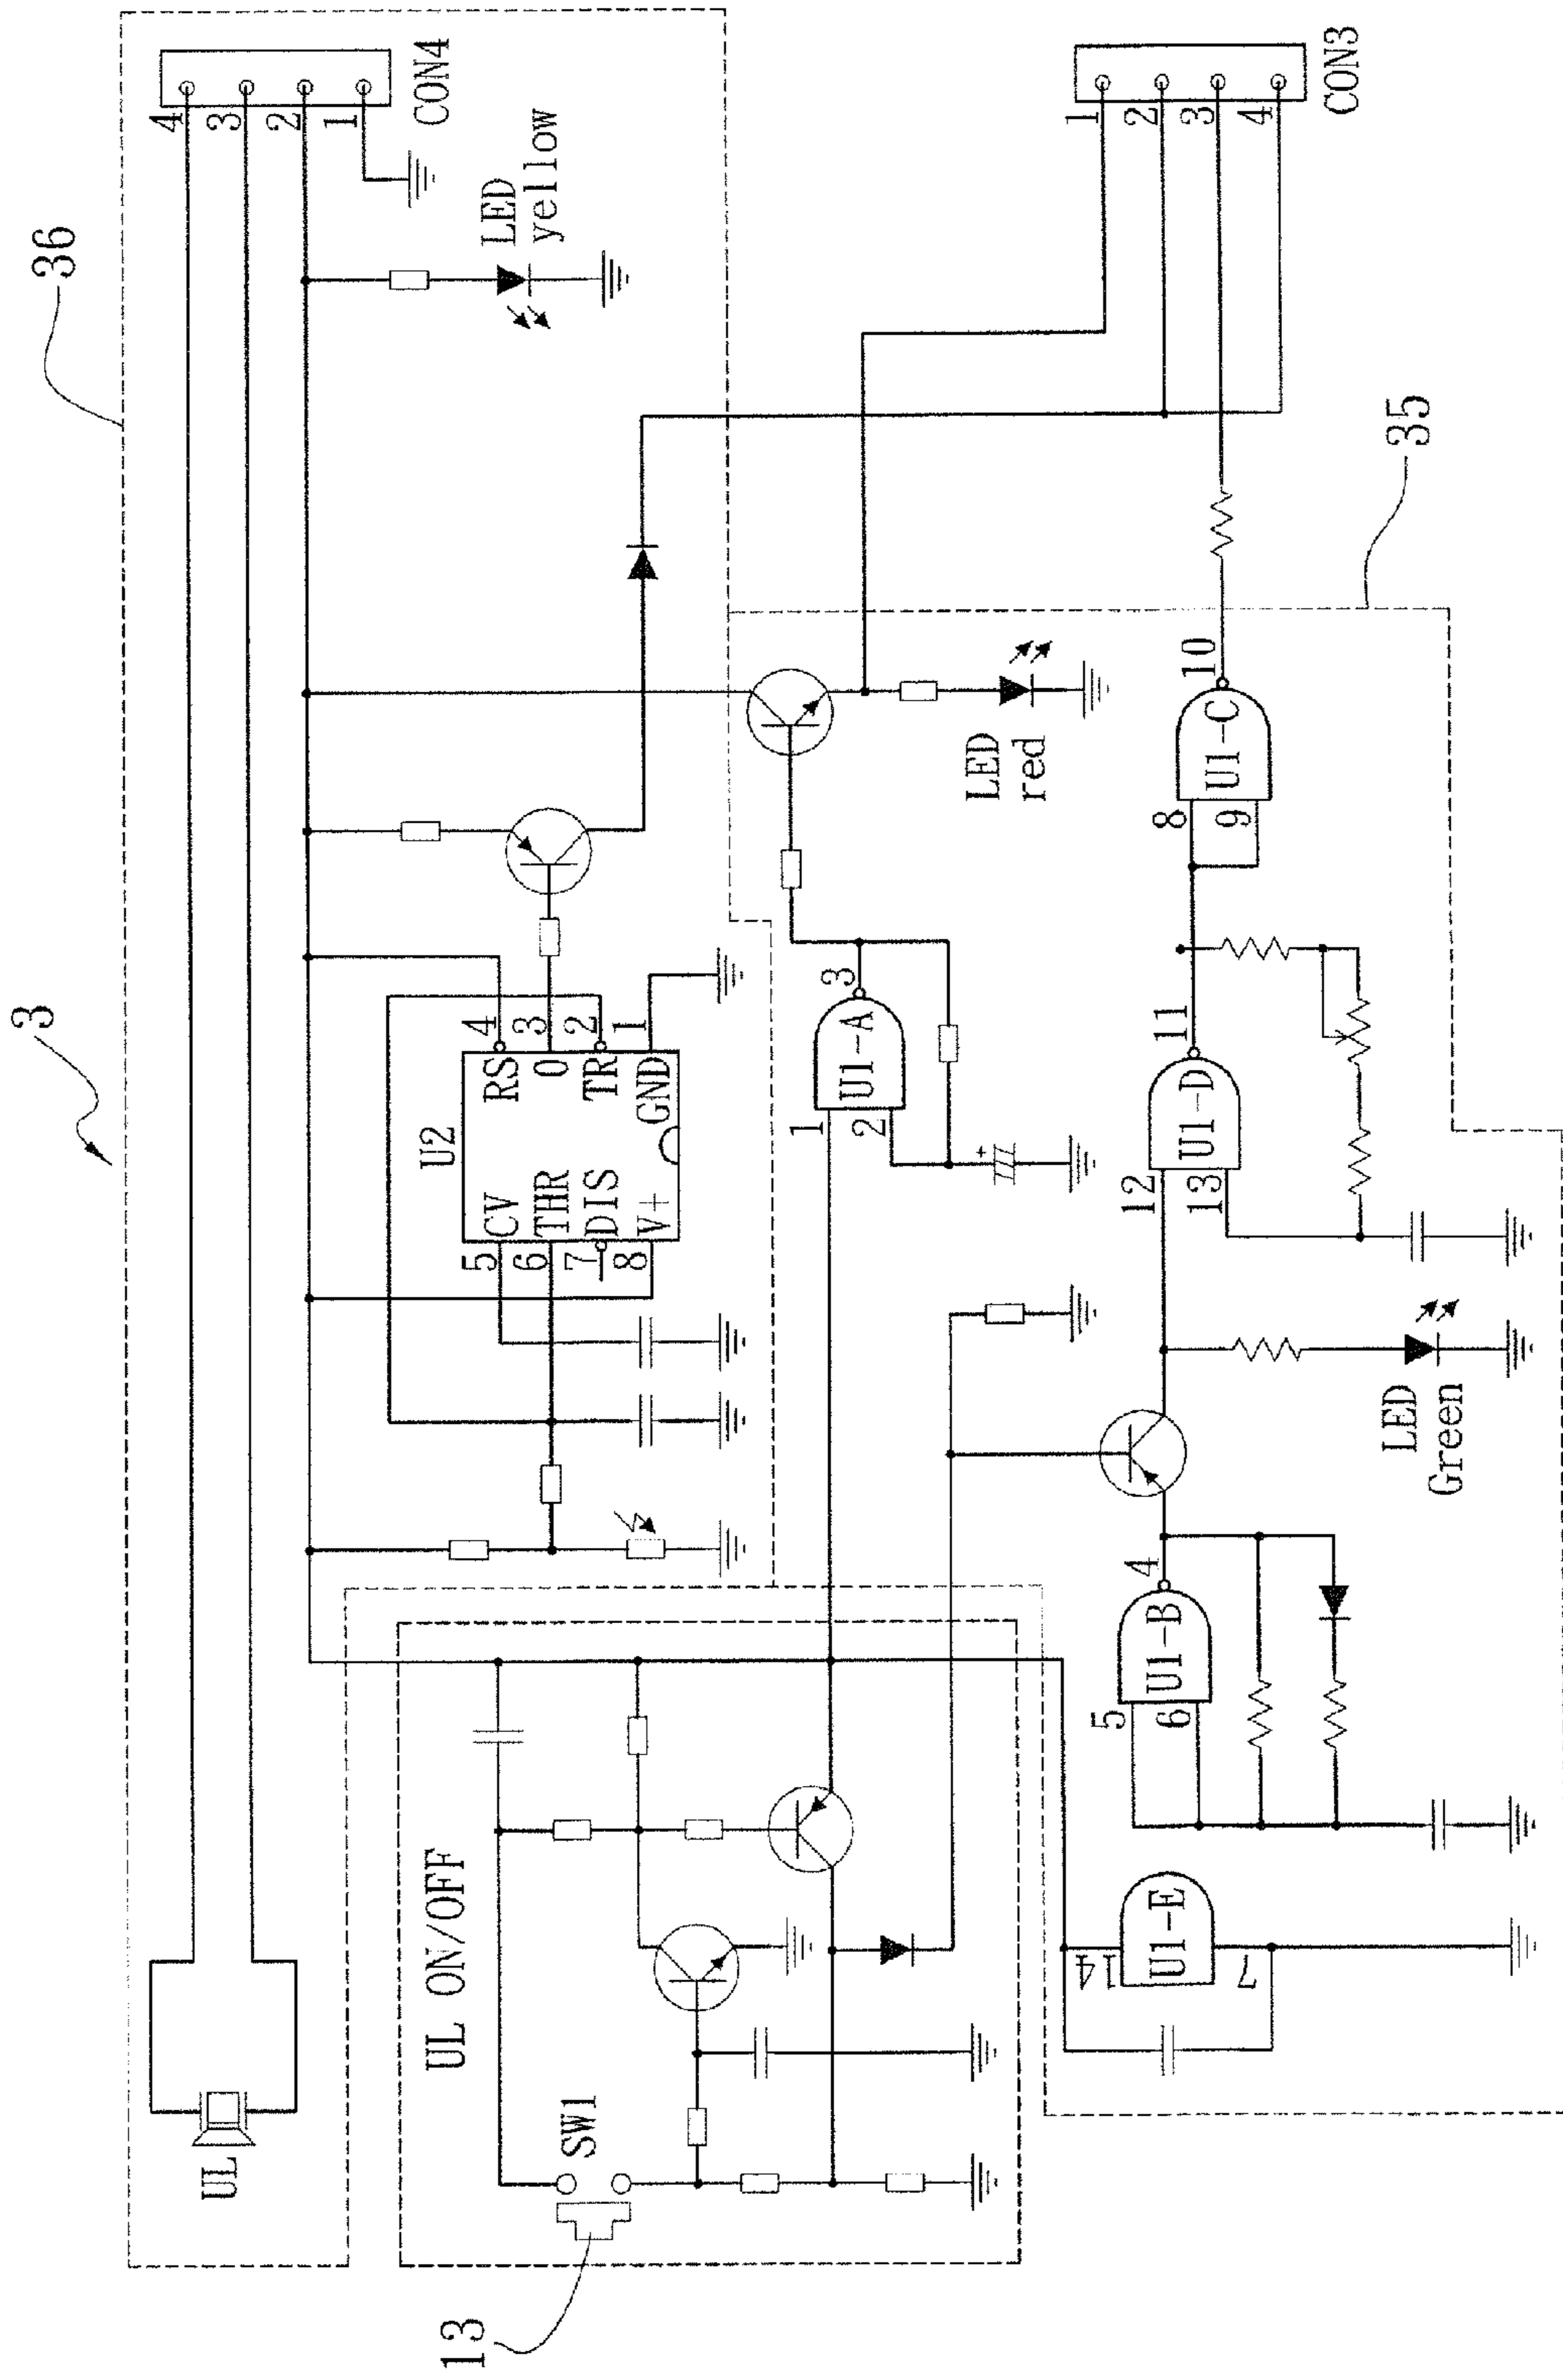 3
36
4
3
2
1
CON4
LED
yellow
UL
U2
5
CV
6
THR
7
DIS
8
V+
RS
4
O
3
TR
2
GND
1
UL ON/OFF
SW1
13
1
2
U1-A
3
LED
red
1
2
3
4
CON3
35
14
U1-E
7
5
6
U1-B
4
LED
Green
12
13
U1-D
11
8
9
U1-C
10
+